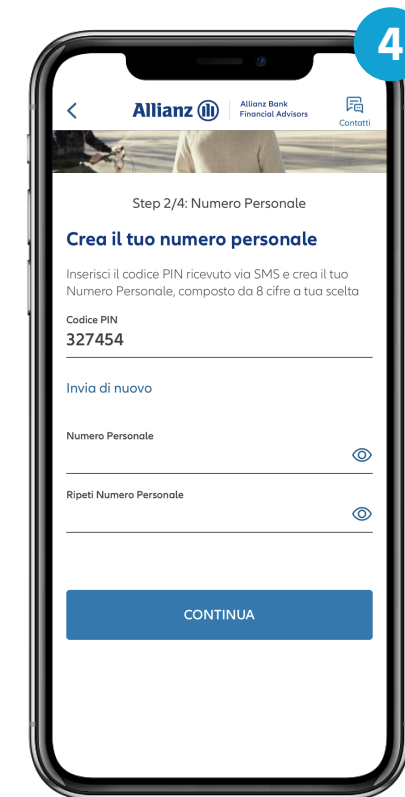 4
Allianz
Allianz Bank
Financial Advisors
Contatti
Step 2/4: Numero Personale
Crea il tuo numero personale
Inserisci il codice PIN ricevuto via SMS e crea il tuo
Numero Personale, composto da 8 cifre a tua scelta
Codice PIN
327454
Invia di nuovo
Numero Personale
Ripeti Numero Personale
CONTINUA